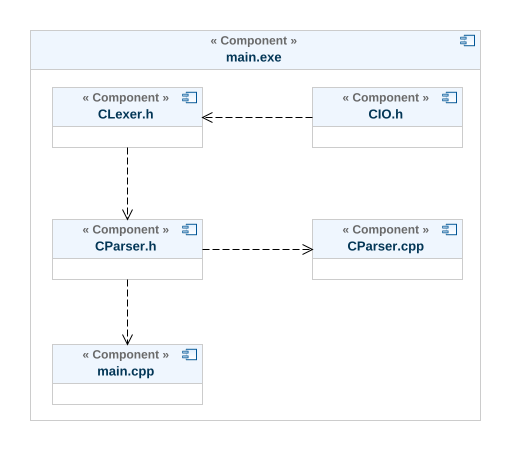 « Component »
main.exe
« Component »
CLexer.h
« Component »
CIO.h
« Component »
CParser.h
« Component »
CParser.cpp
« Component »
main.cpp